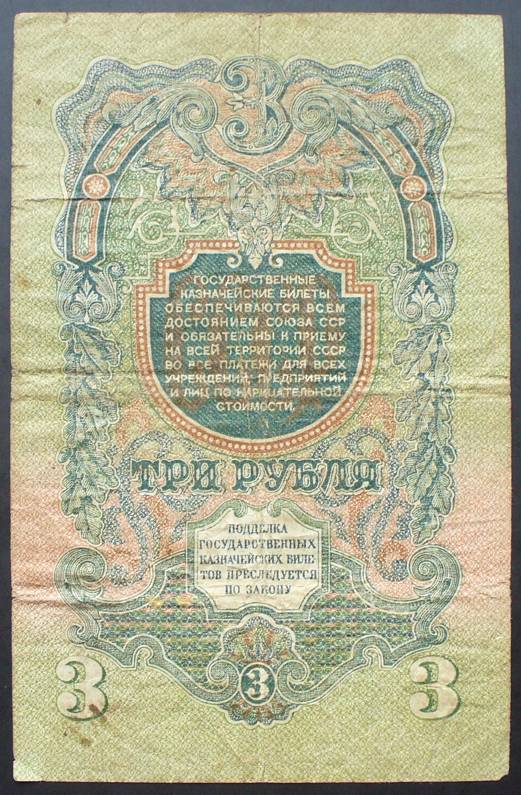 3
ГОСУДАРСТВЕННЫЕ
КАЗНАЧЕЙСКИЕ БИЛЕТЫ
ОБЕСПЕЧИВАЮТСЯ ВСЕМ
ДОСТОЯНИЕМ СОЮЗА ССР
И ОБЯЗАТЕЛЬНЫ К ПРИЕМУ
НА ВСЕЙ ТЕРРИТОРИИ СССР
ВО ВСЕ ПЛАТЕЖИ ДЛЯ ВСЕХ
УЧРЕЖДЕНИЙ, ПРЕДПРИЯТИЙ
И ЛИЦ ПО НАРИЦАТЕЛЬНОЙ
СТОИМОСТИ.
ТРИ РУБЛЯ
ПОДДЕЛКА
ГОСУДАРСТВЕННЫХ
КАЗНАЧЕЙСКИХ БИЛЕ
ТОВ ПРЕСЛЕДУЕТСЯ
ПО ЗАКОНУ
3 3 3